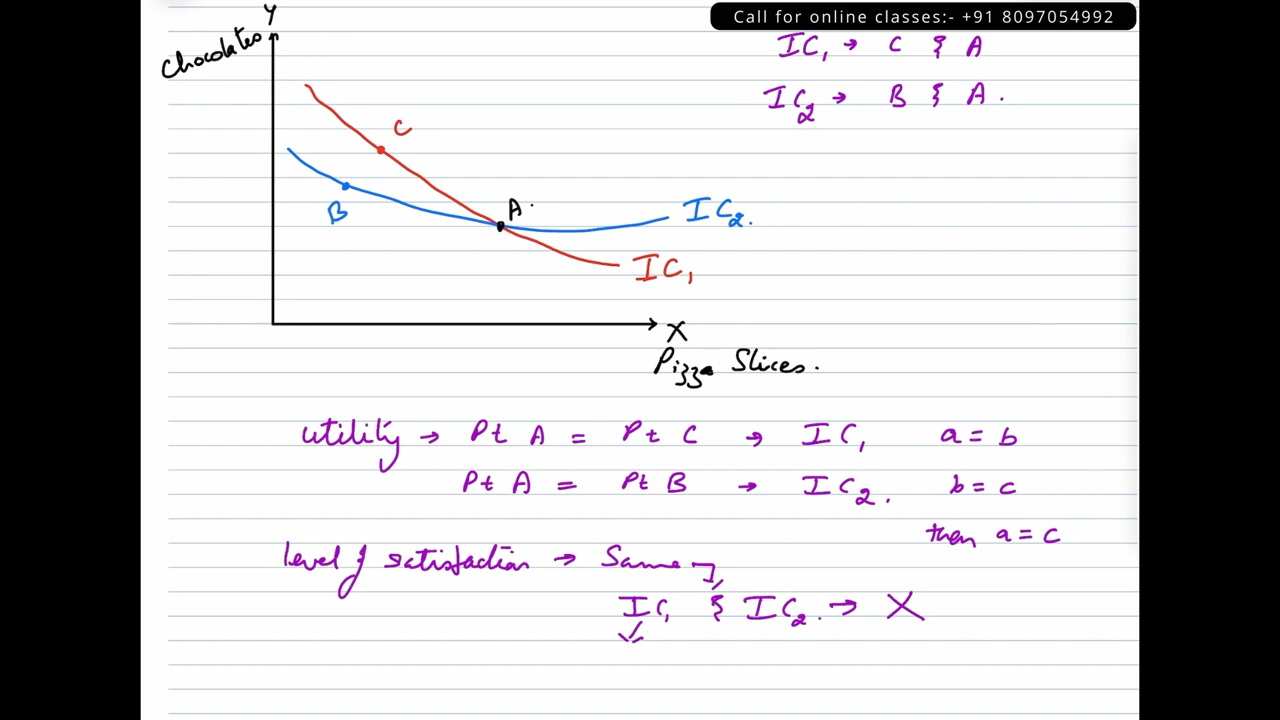 Call for online classes:- +91 8097054992
Y
Chocolates
IC₁ → C & A
IC₂ → B & A.
C
B
A.
IC₂.
IC₁
X
Pizza Slices.
Utility → Pt A = Pt C → IC₁ a = b
Pt A = Pt B → IC₂. b = c
then a = c
level of satisfaction → Same
IC₁ & IC₂. → X